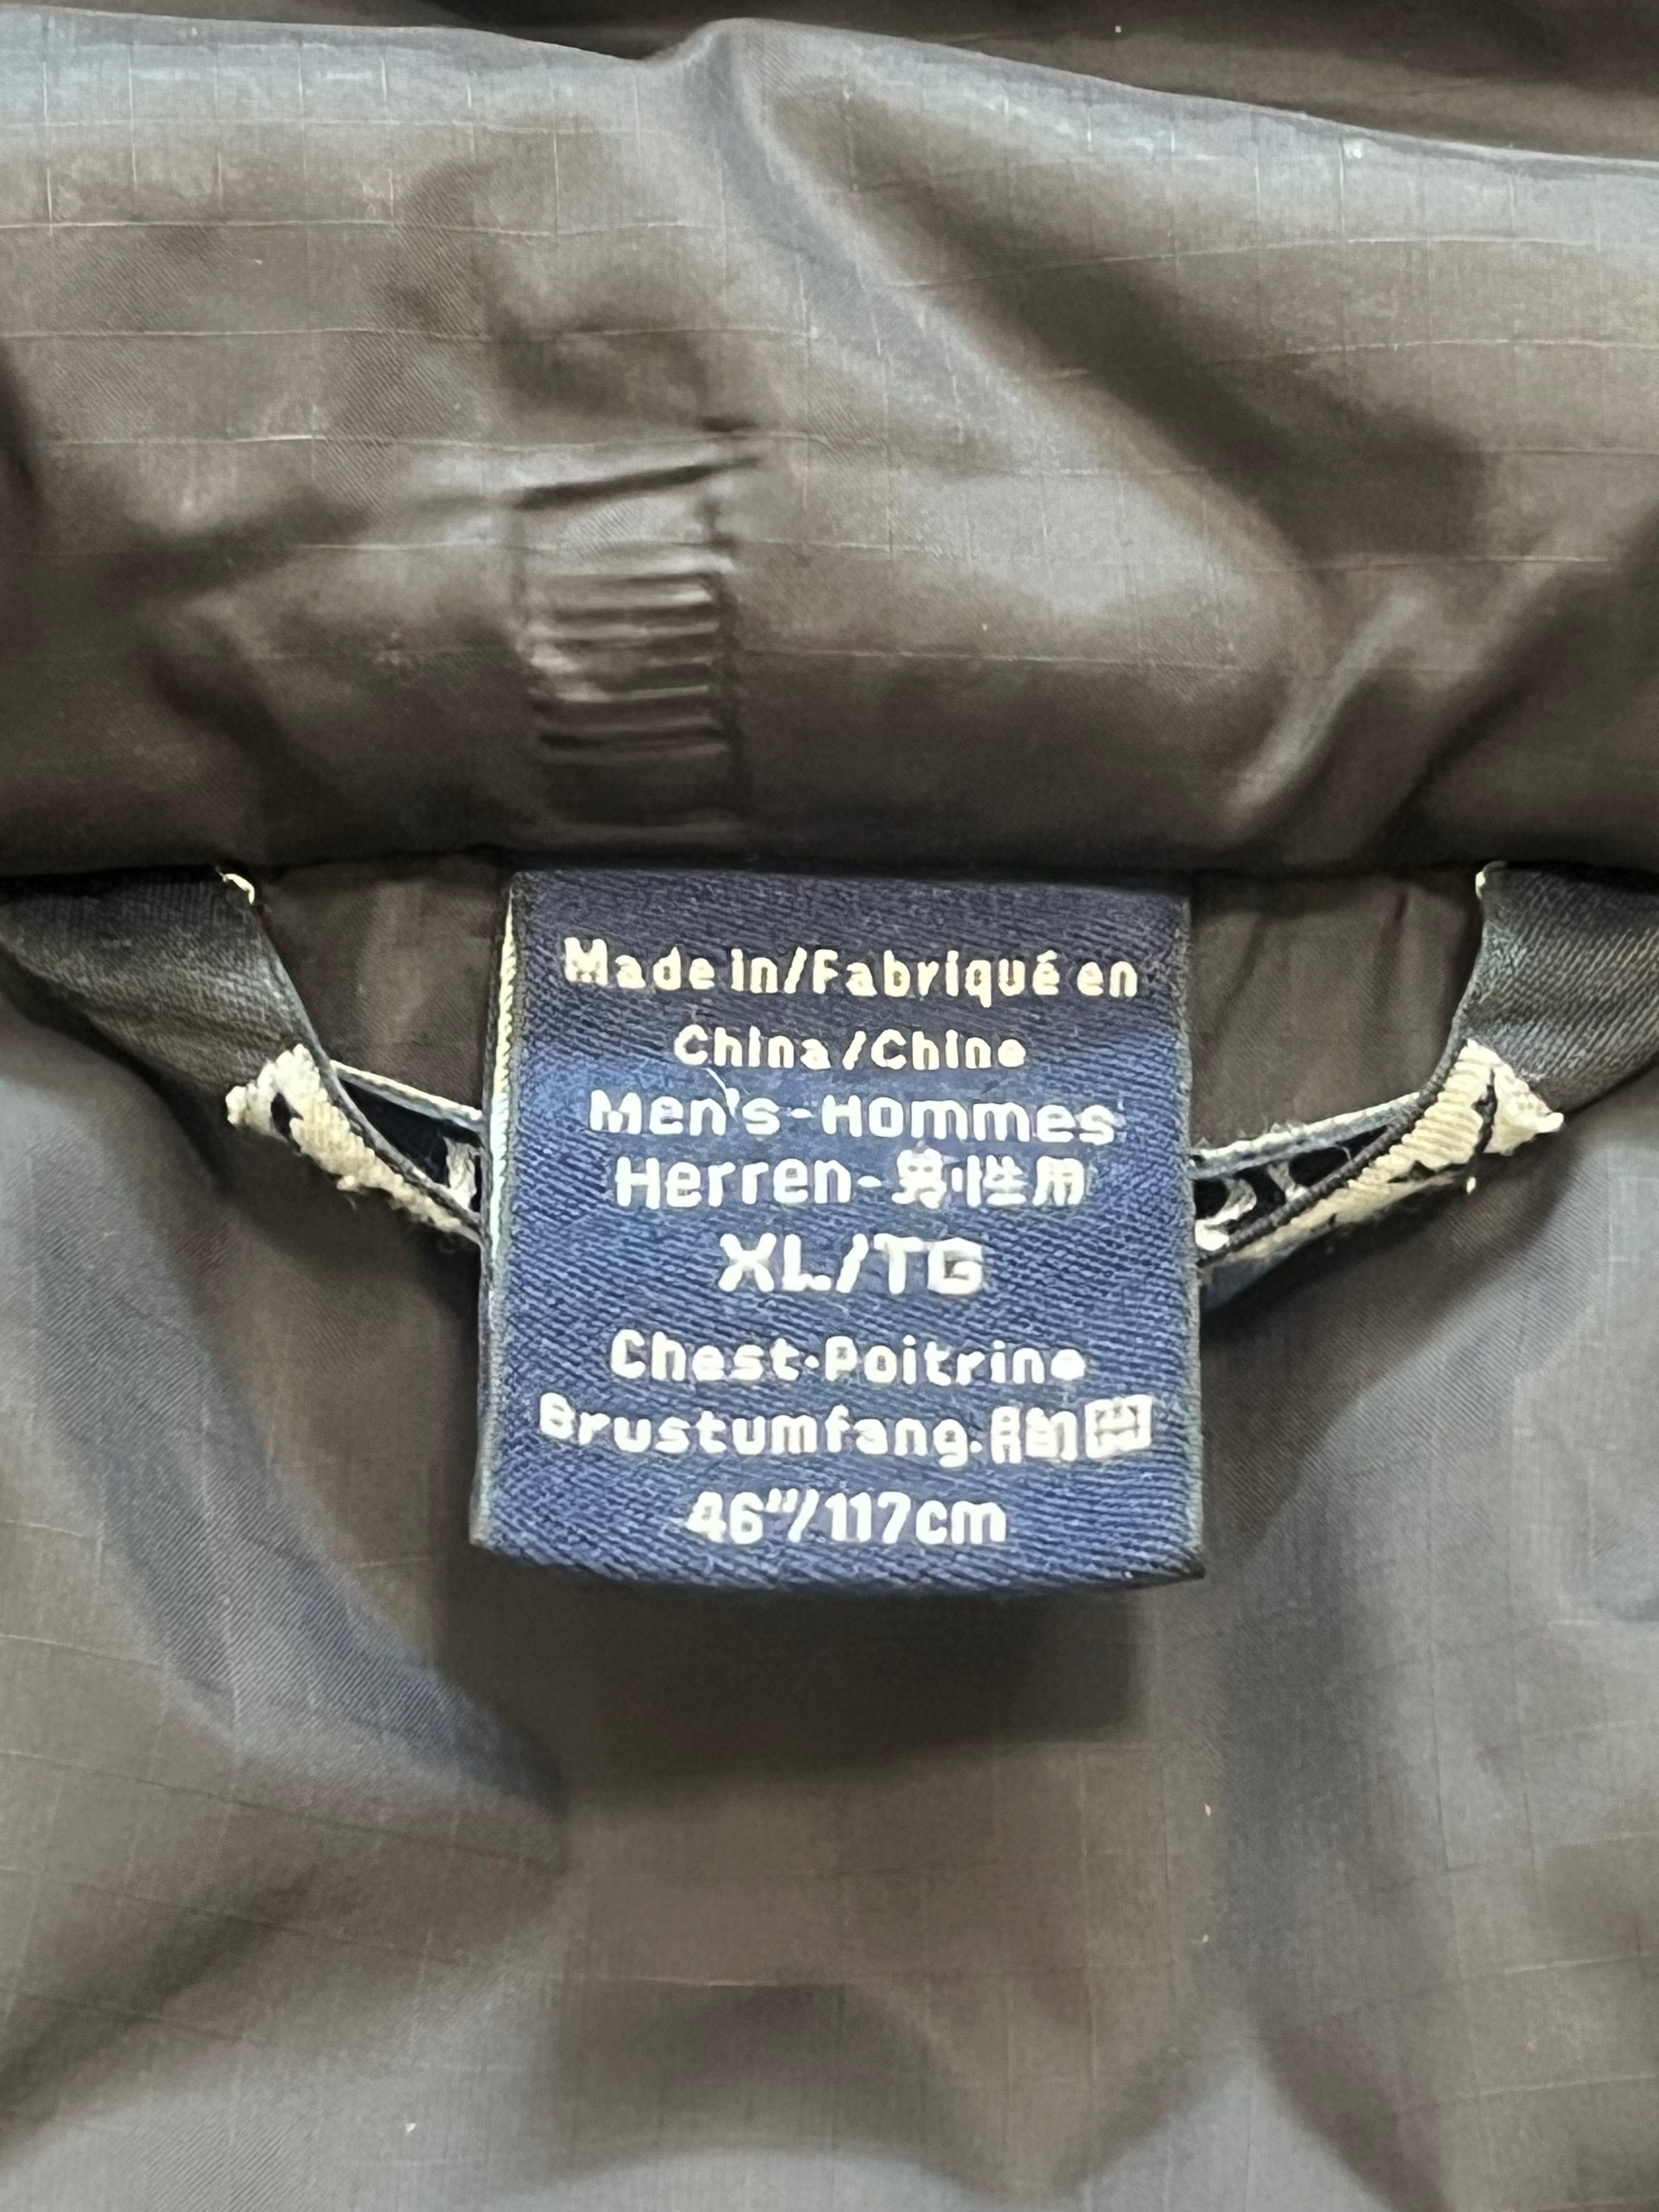 Made in/Fabriqué en
China/Chine
Men's-Hommes
Herren-男性用
XL/TG
Chest·Poitrine
Brustumfang·胸囲
46"/117cm